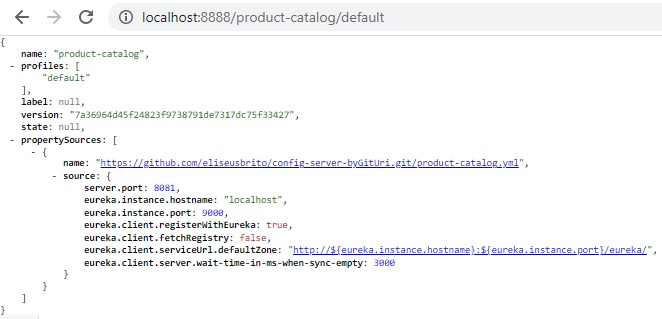 localhost:8888/product-catalog/default
{
name: "product-catalog",
- profiles: [
"default"
],
label: null,
version: "7a36964d45f24823f9738791de7317dc75f33427",
state: null,
- propertySources: [
- {
name: "https://github.com/eliseusbrito/config-server-byGitUri.git/product-catalog.yml",
- source: {
server.port: 8081,
eureka.instance.hostname: "localhost",
eureka.instance.port: 9000,
eureka.client.registerWithEureka: true,
eureka.client.fetchRegistry: false,
eureka.client.serviceUrl.defaultZone: "http://${eureka.instance.hostname}:${eureka.instance.port}/eureka/",
eureka.client.server.wait-time-in-ms-when-sync-empty: 3000
}
}
]
}